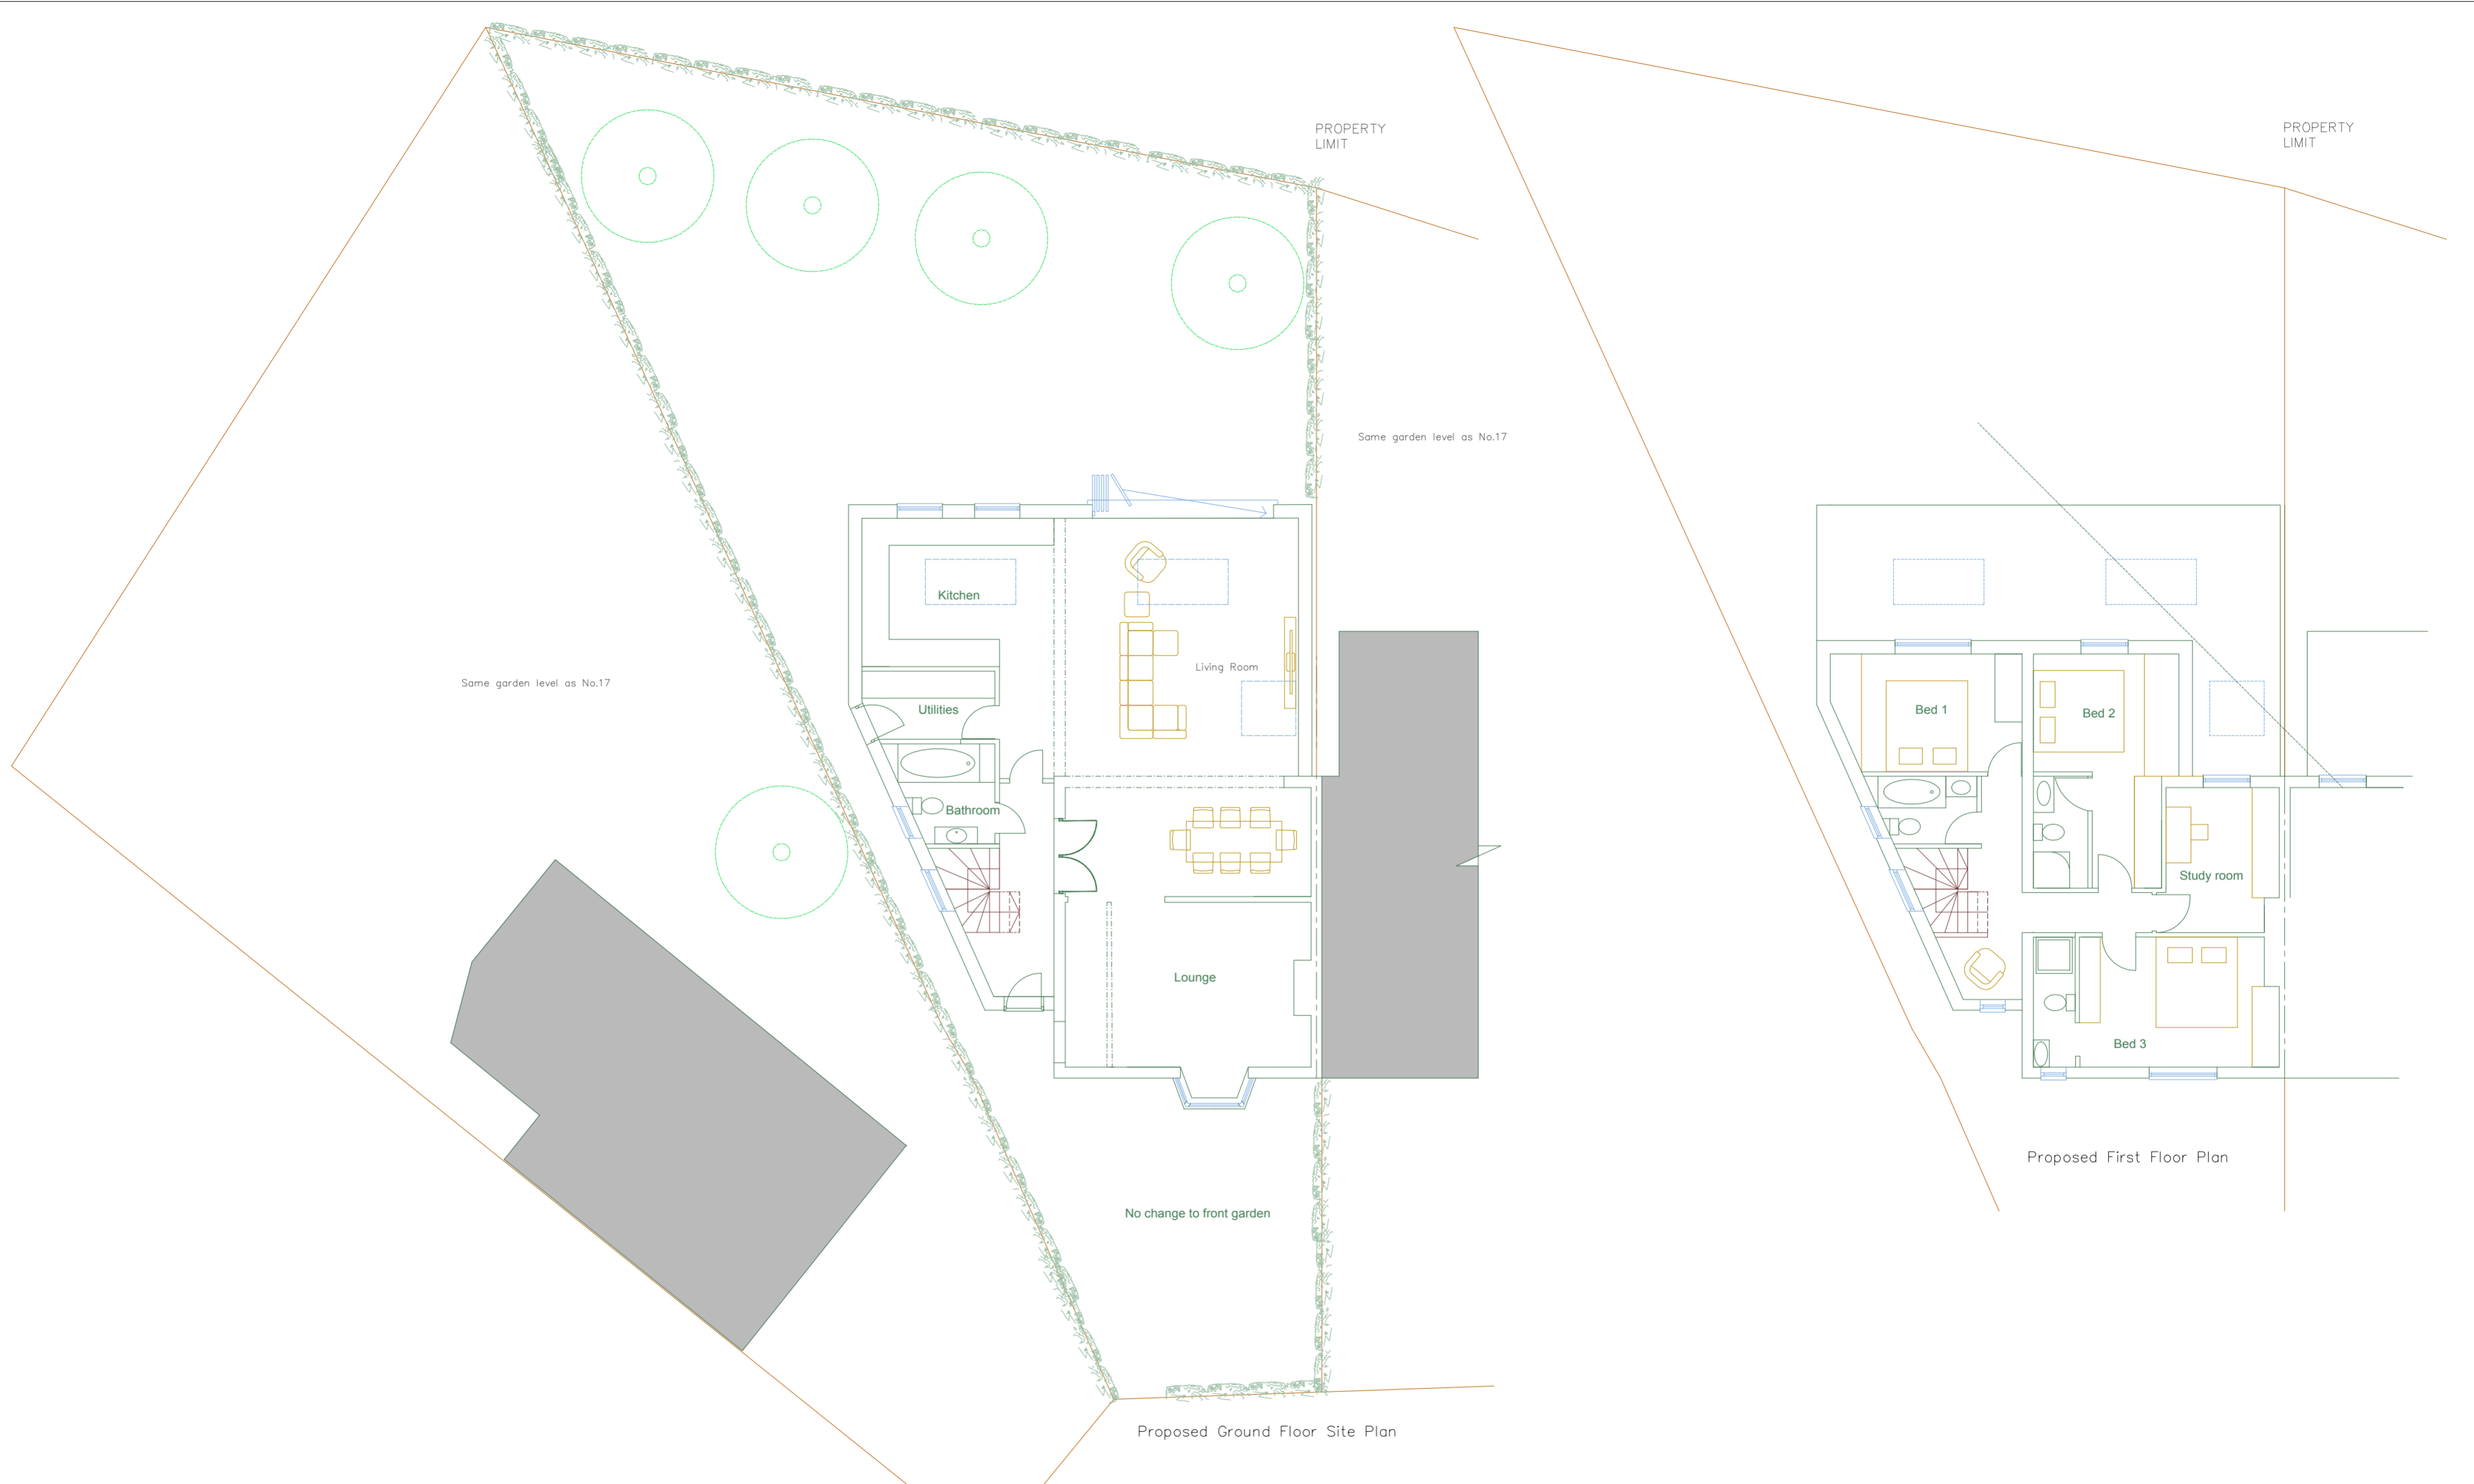 PROPERTY
LIMIT
PROPERTY
LIMIT
Same garden level as No.17
Kitchen
Living Room
Same garden level as No.17
Utilities
Bathroom
Lounge
No change to front garden
Proposed Ground Floor Site Plan
Bed 1
Bed 2
Study room
Bed 3
Proposed First Floor Plan